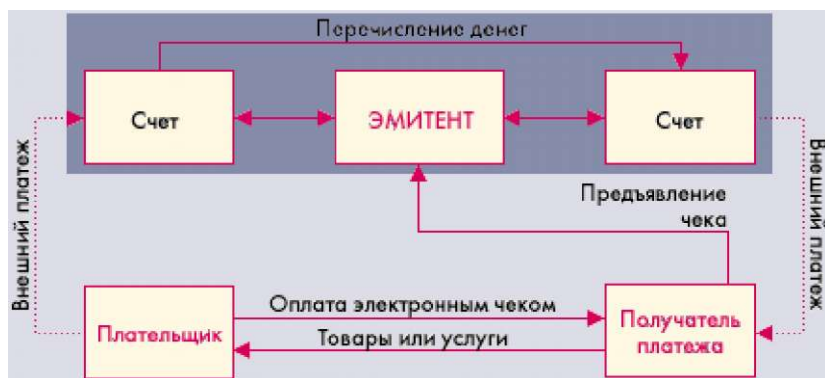 Перечисление денег
Счет
ЭМИТЕНТ
Счет
Внешний платеж
Внешний платеж
Предъявление
чека
Оплата электронным чеком
Плательщик
Товары или услуги
Получатель
платежа